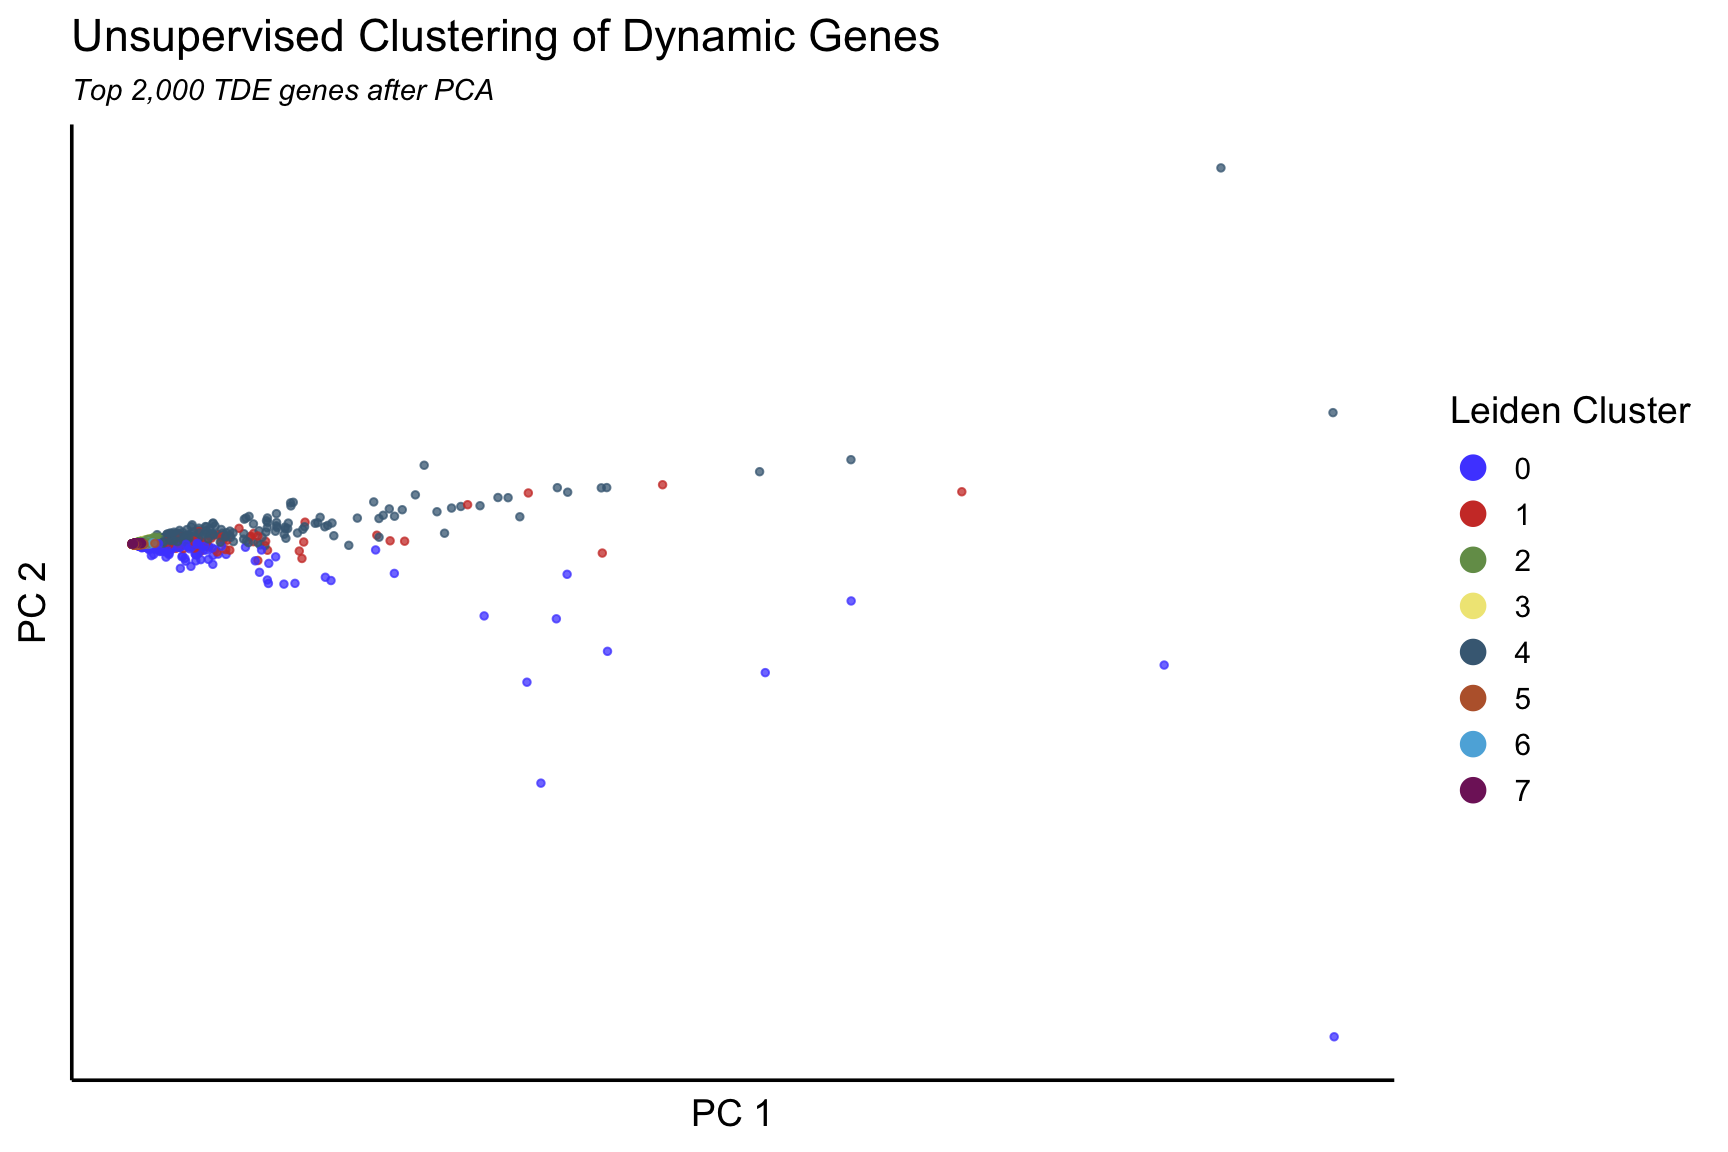 Unsupervised Clustering of Dynamic Genes
Top 2,000 TDE genes after PCA
PC 2
PC 1
Leiden Cluster
0
1
2
3
4
5
6
7